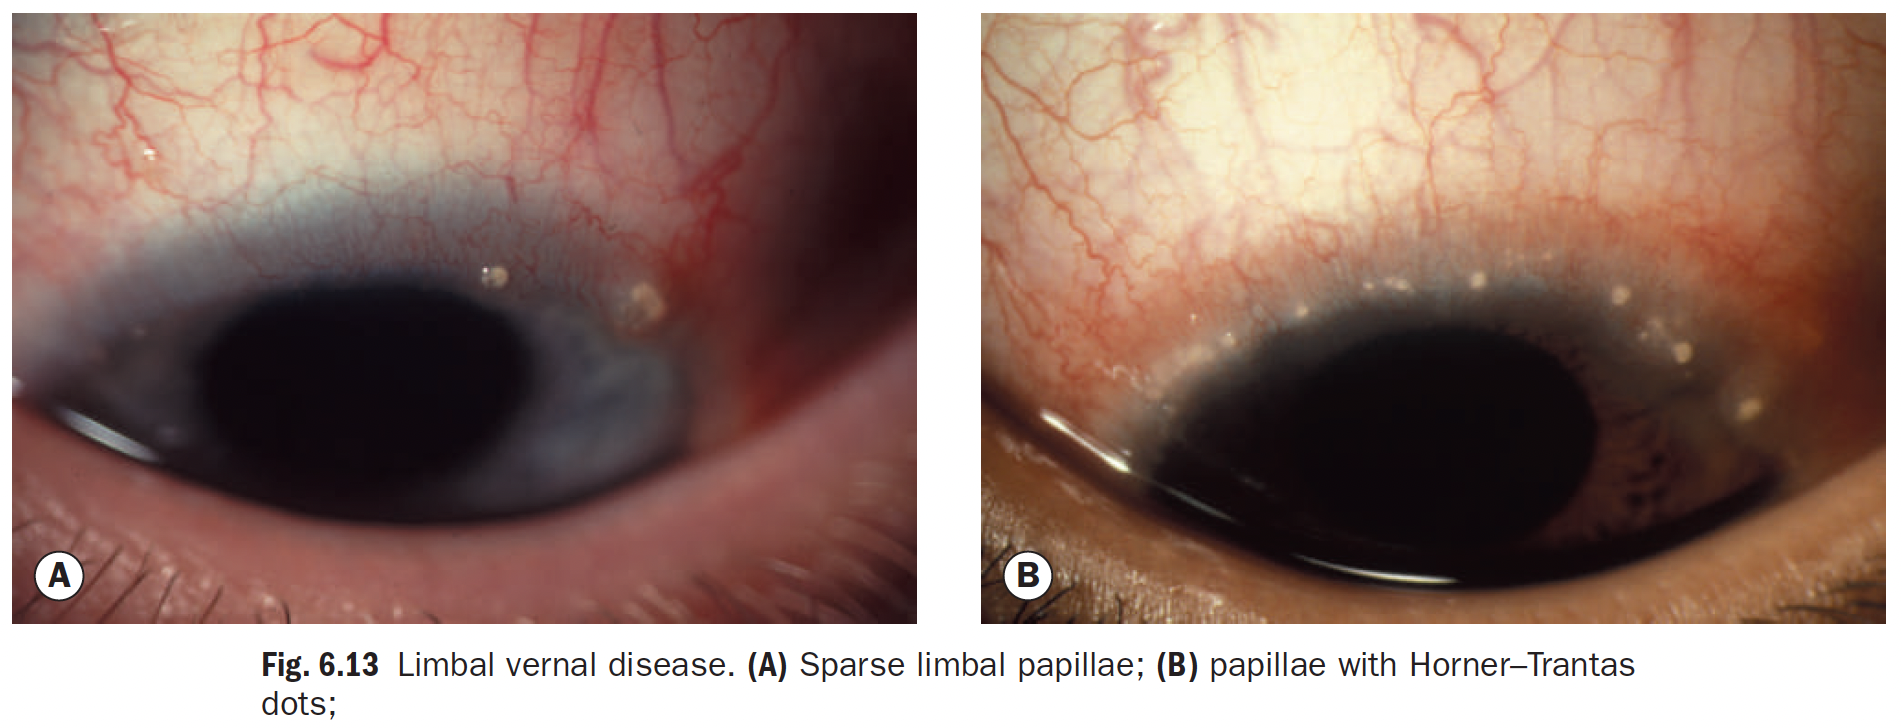 A
B
Fig. 6.13 Limbal vernal disease. (A) Sparse limbal papillae; (B) papillae with Horner–Trantas
dots;